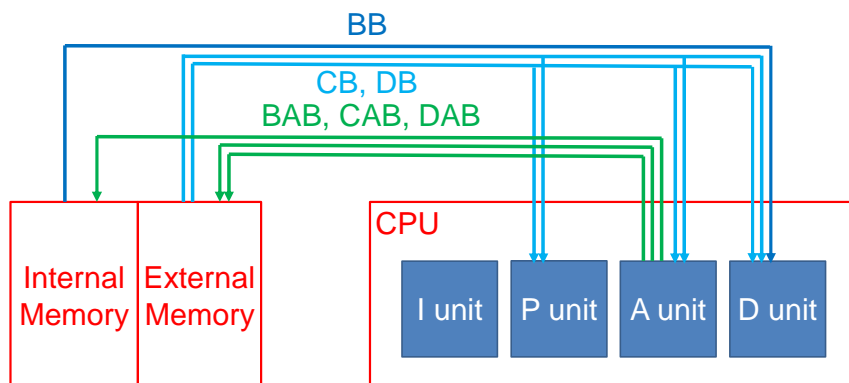 BB
CB, DB
BAB, CAB, DAB
CPU
Internal
Memory
External
Memory
I unit
P unit
A unit
D unit